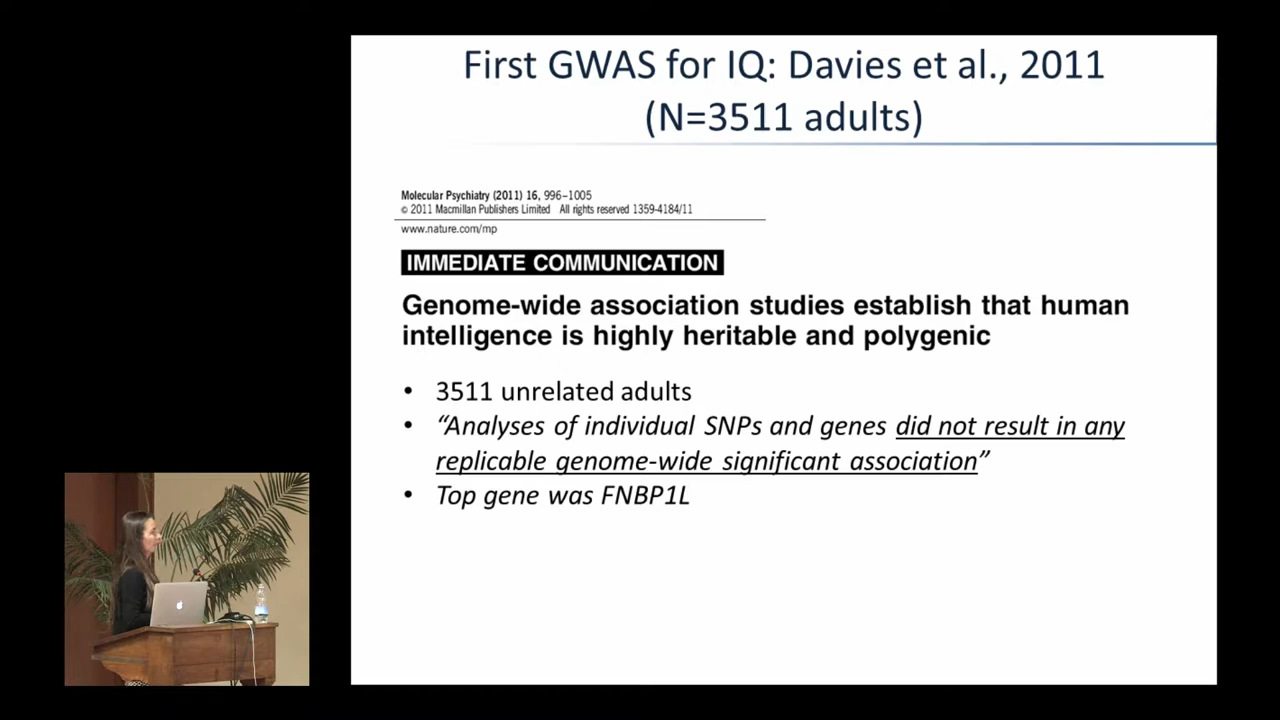 First GWAS for IQ: Davies et al., 2011
(N=3511 adults)
Molecular Psychiatry (2011) 16, 996–1005
© 2011 Macmillan Publishers Limited All rights reserved 1359-4184/11
www.nature.com/mp
IMMEDIATE COMMUNICATION
Genome-wide association studies establish that human
intelligence is highly heritable and polygenic
• 3511 unrelated adults
• “Analyses of individual SNPs and genes did not result in any
replicable genome-wide significant association”
• Top gene was FNBP1L